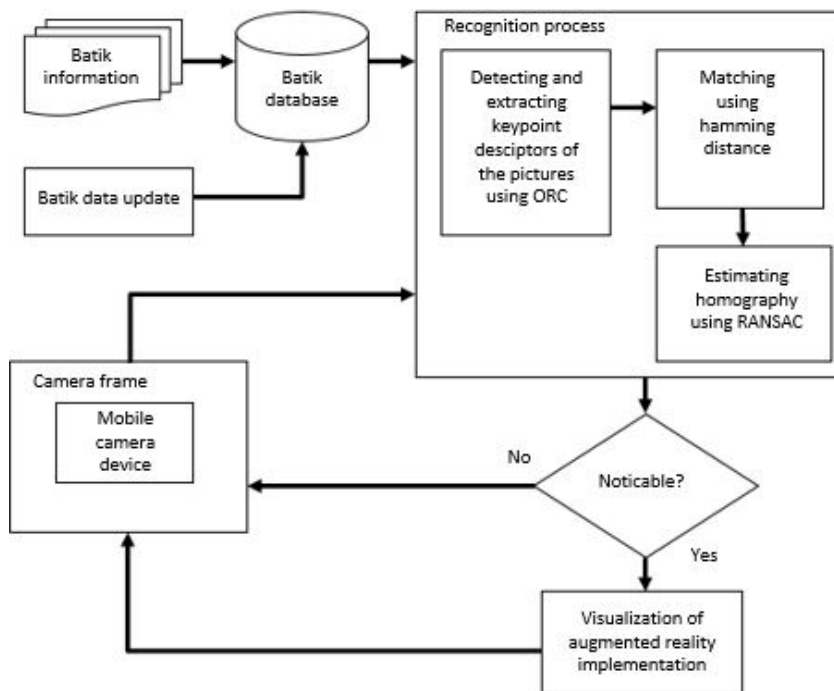 Batik
information
Batik
database
Batik data update
Recognition process
Detecting and
extracting
keypoint
desciptors of
the pictures
using ORC
Matching
using
hamming
distance
Estimating
homography
using RANSAC
Camera frame
Mobile
camera
device
No
Noticable?
Yes
Visualization of
augmented reality
implementation